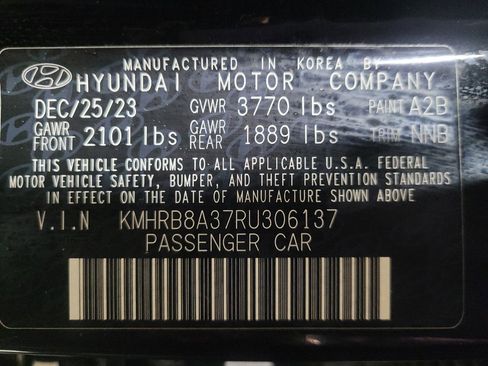 MANUFACTURED IN KOREA BY
HYUNDAI MOTOR COMPANY
DEC/25/23 GVWR 3770 lbs PAINT A2B
GAWR FRONT 2101 lbs GAWR REAR 1889 lbs TRIM NNB
THIS VEHICLE CONFORMS TO ALL APPLICABLE U.S.A. FEDERAL
MOTOR VEHICLE SAFETY, BUMPER, AND THEFT PREVENTION STANDARDS
IN EFFECT ON THE DATE OF MANUFACTURE SHOWN ABOVE.
V.I.N KMHRB8A37RU306137
PASSENGER CAR